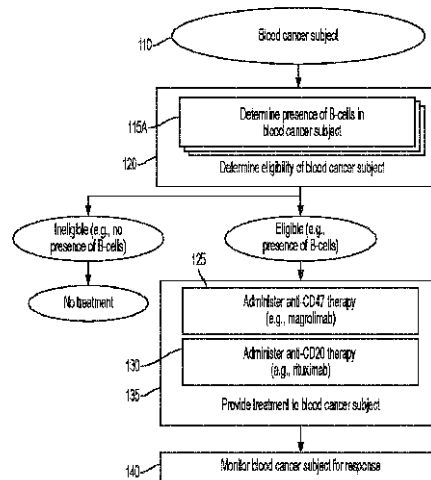 110
Blood cancer subject
115A
Determine presence of B-cells in
blood cancer subject
120
Determine eligibility of blood cancer subject
Ineligible (e.g., no
presence of B-cells)
Eligible (e.g.,
presence of B-cells)
No treatment
125
Administer anti-CD47 therapy
(e.g., magrolimab)
130
Administer anti-CD20 therapy
(e.g., rituximab)
135
Provide treatment to blood cancer subject
140
Monitor blood cancer subject for response